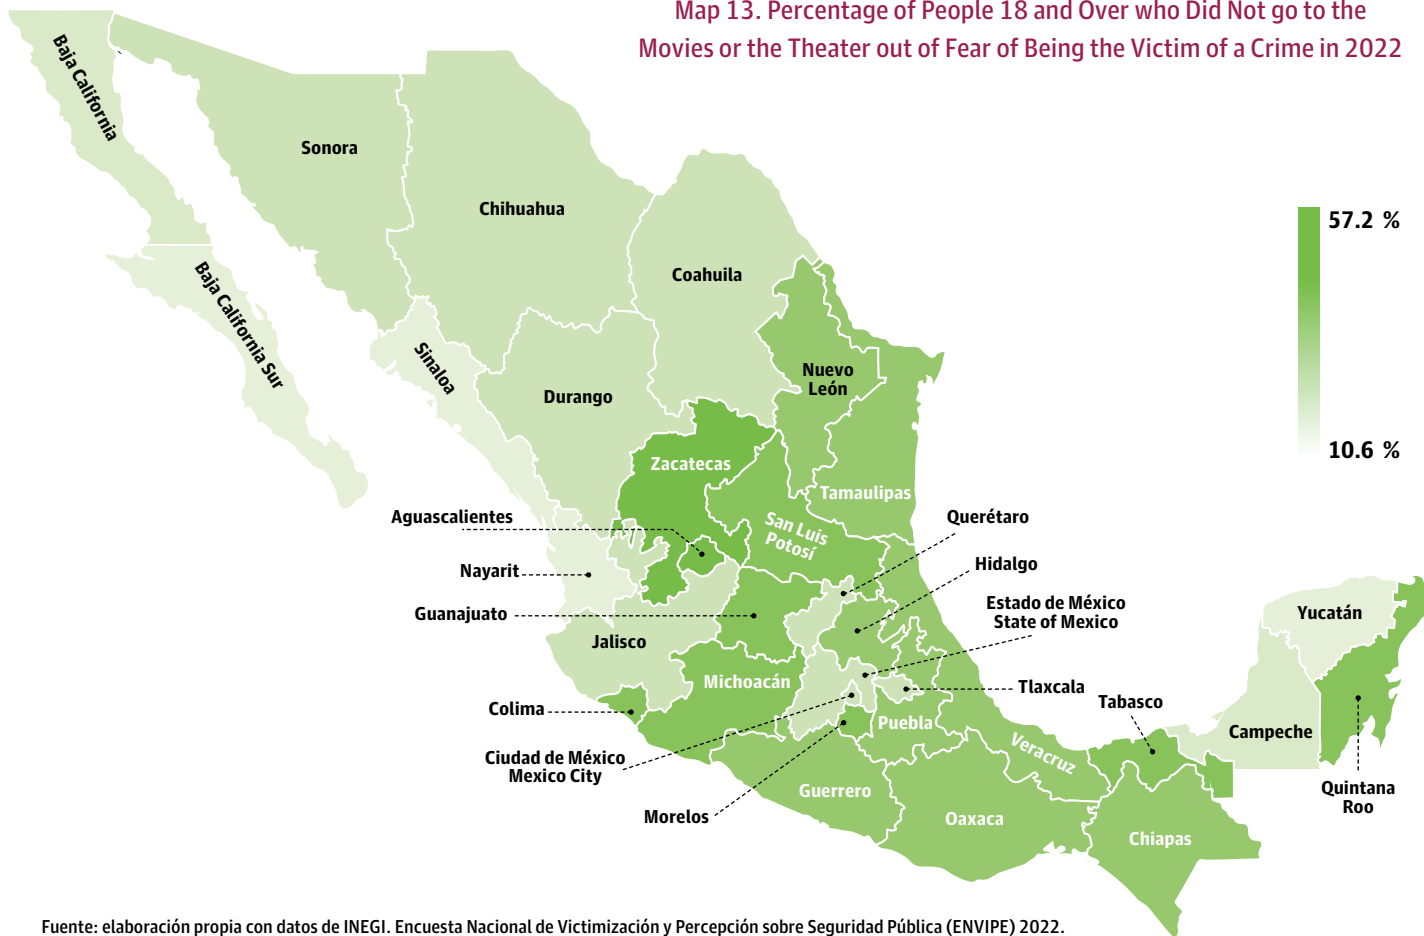 Map 13. Percentage of People 18 and Over who Did Not go to the
Movies or the Theater out of Fear of Being the Victim of a Crime in 2022
Baja California
Sonora
Chihuahua
Coahuila
57.2 %
10.6 %
Baja California Sur
Sinaloa
Durango
Nuevo
León
Zacatecas
Tamaulipas
Aguascalientes
San Luis
Potosí
Querétaro
Nayarit
Hidalgo
Guanajuato
Estado de México
State of Mexico
Jalisco
Yucatán
Michoacán
Tlaxcala
Colima
Tabasco
Puebla
Campeche
Ciudad de México
Mexico City
Veracruz
Guerrero
Quintana
Roo
Morelos
Oaxaca
Chiapas
Fuente: elaboración propia con datos de INEGI. Encuesta Nacional de Victimización y Percepción sobre Seguridad Pública (ENVIPE) 2022.